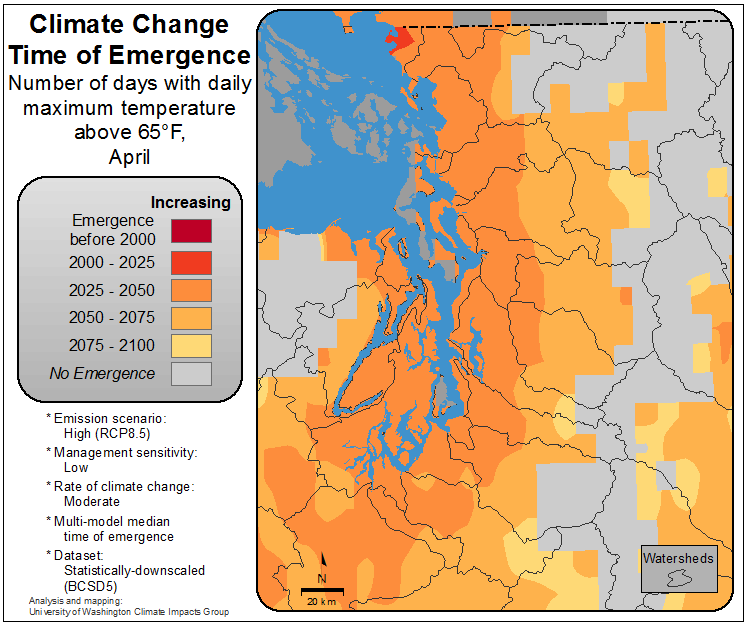 Climate Change
Time of Emergence
Number of days with daily
maximum temperature
above 65°F,
April
Increasing
Emergence
before 2000
2000 - 2025
2025 - 2050
2050 - 2075
2075 - 2100
No Emergence
* Emission scenario:
High (RCP8.5)
* Management sensitivity:
Low
* Rate of climate change:
Moderate
* Multi-model median
time of emergence
* Dataset:
Statistically-downscaled
(BCSD5)
Analysis and mapping:
University of Washington Climate Impacts Group
N
20 km
Watersheds